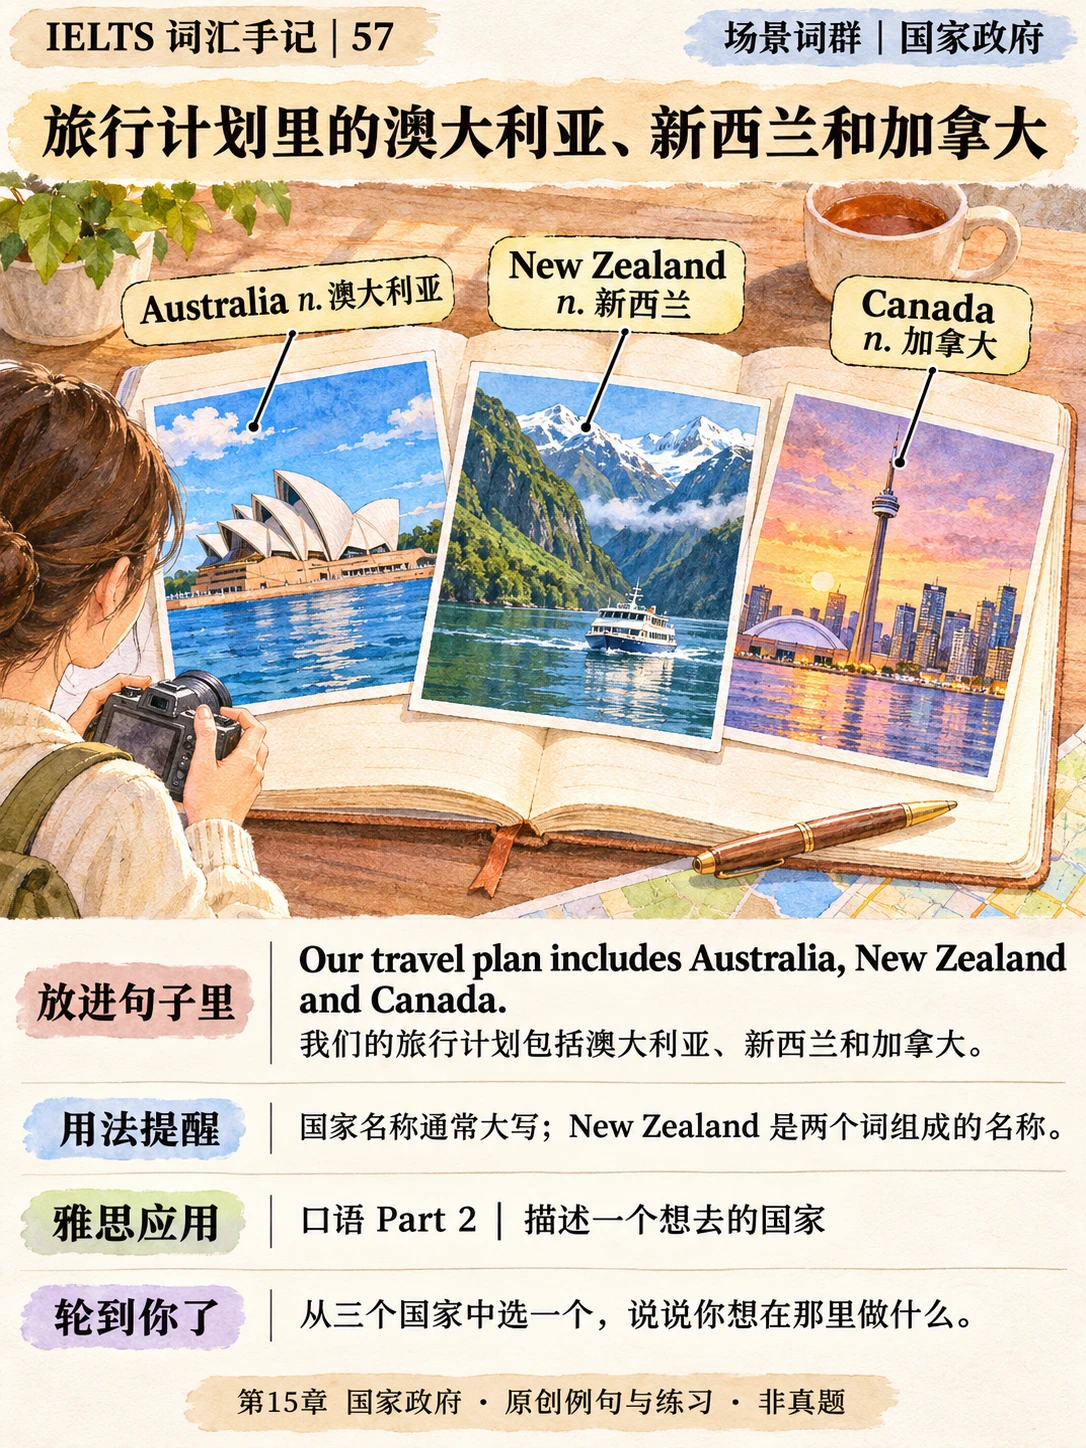 IELTS 词汇手记 | 57
场景词群 | 国家政府
旅行计划里的澳大利亚、新西兰和加拿大
Australia n. 澳大利亚
New Zealand
n. 新西兰
Canada
n. 加拿大
放进句子里
Our travel plan includes Australia, New Zealand
and Canada.
我们的旅行计划包括澳大利亚、新西兰和加拿大。
用法提醒
国家名称通常大写；New Zealand 是两个词组成的名称。
雅思应用
口语 Part 2 | 描述一个想去的国家
轮到你了
从三个国家中选一个，说说你想在那里做什么。
第15章 国家政府 · 原创例句与练习 · 非真题